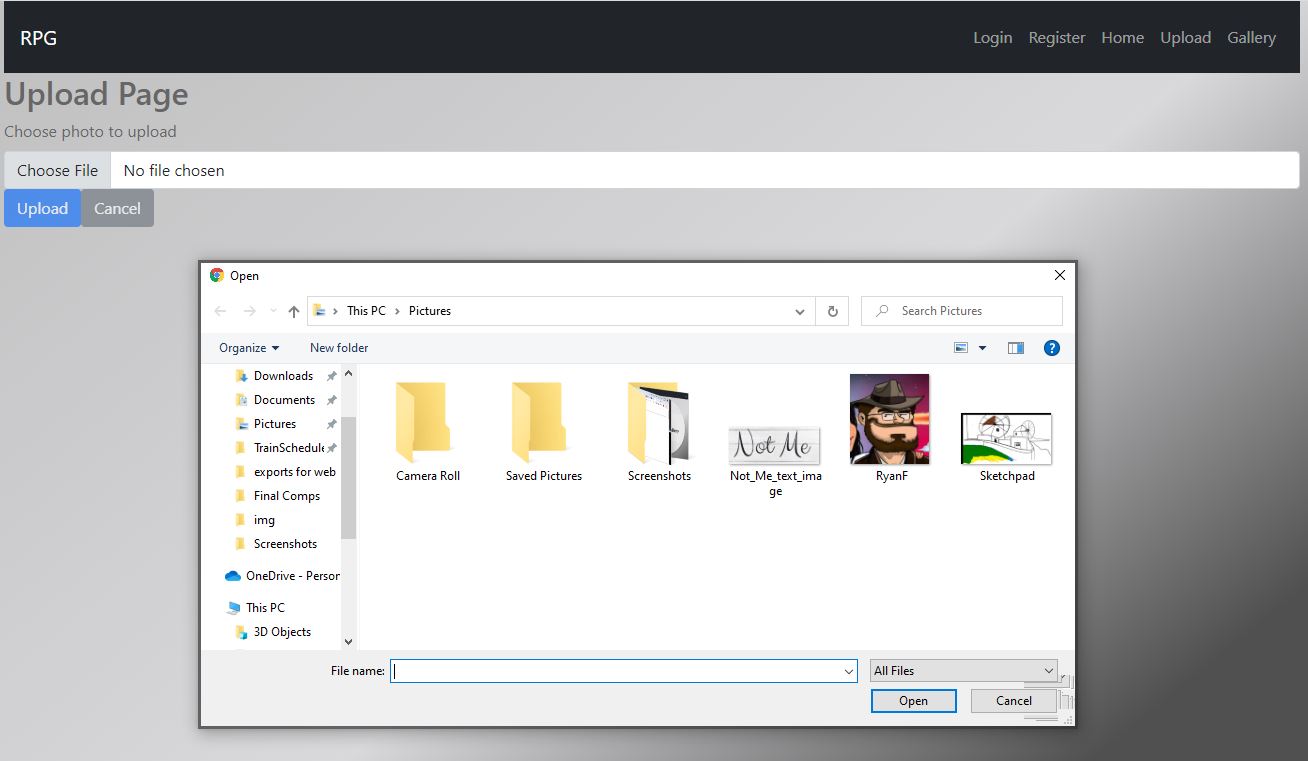 RPG
Login Register Home Upload Gallery
Upload Page
Choose photo to upload
Choose File No file chosen
Upload Cancel
Open
This PC > Pictures
Search Pictures
Organize New folder
Downloads
Documents
Pictures
TrainSchedule
exports for web
Final Comps
img
Screenshots
OneDrive - Person
This PC
3D Objects
Not Me
Camera Roll
Saved Pictures
Screenshots
Not_Me_text_ima
ge
RyanF
Sketchpad
File name:
All Files
Open Cancel